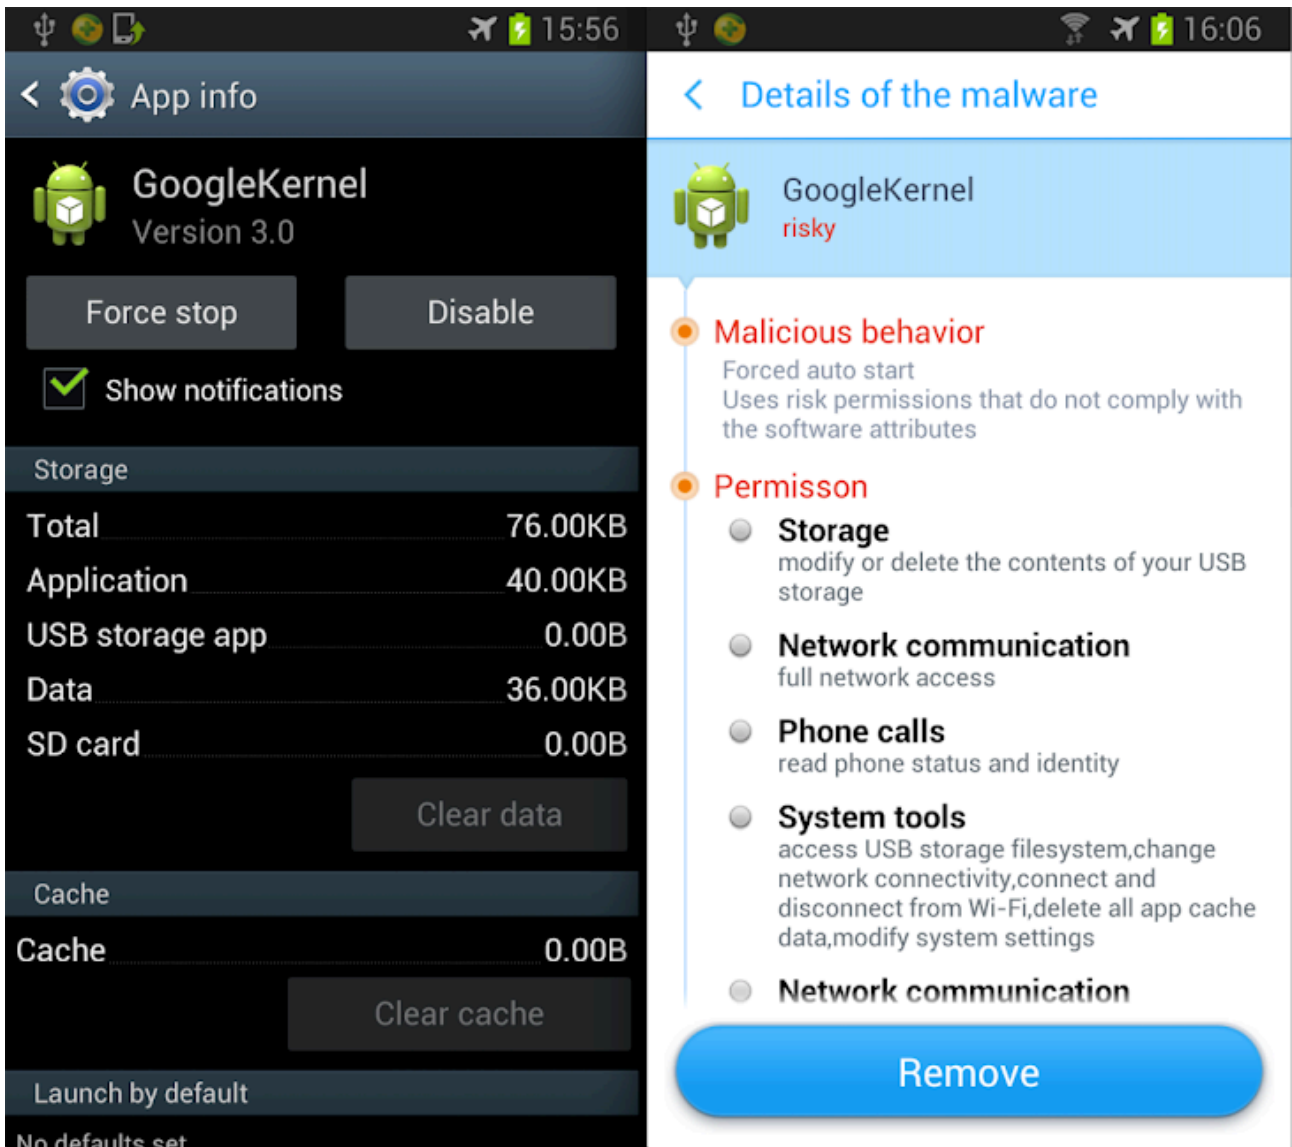 15:56
App info
GoogleKernel
Version 3.0
Force stop
Disable
Show notifications
Storage
Total 76.00KB
Application 40.00KB
USB storage app 0.00B
Data 36.00KB
SD card 0.00B
Clear data
Cache
Cache 0.00B
Clear cache
Launch by default
No defaults set
16:06
Details of the malware
GoogleKernel
risky
Malicious behavior
Forced auto start
Uses risk permissions that do not comply with
the software attributes
Permisson
Storage
modify or delete the contents of your USB
storage
Network communication
full network access
Phone calls
read phone status and identity
System tools
access USB storage filesystem,change
network connectivity,connect and
disconnect from Wi-Fi,delete all app cache
data,modify system settings
Network communication
Remove